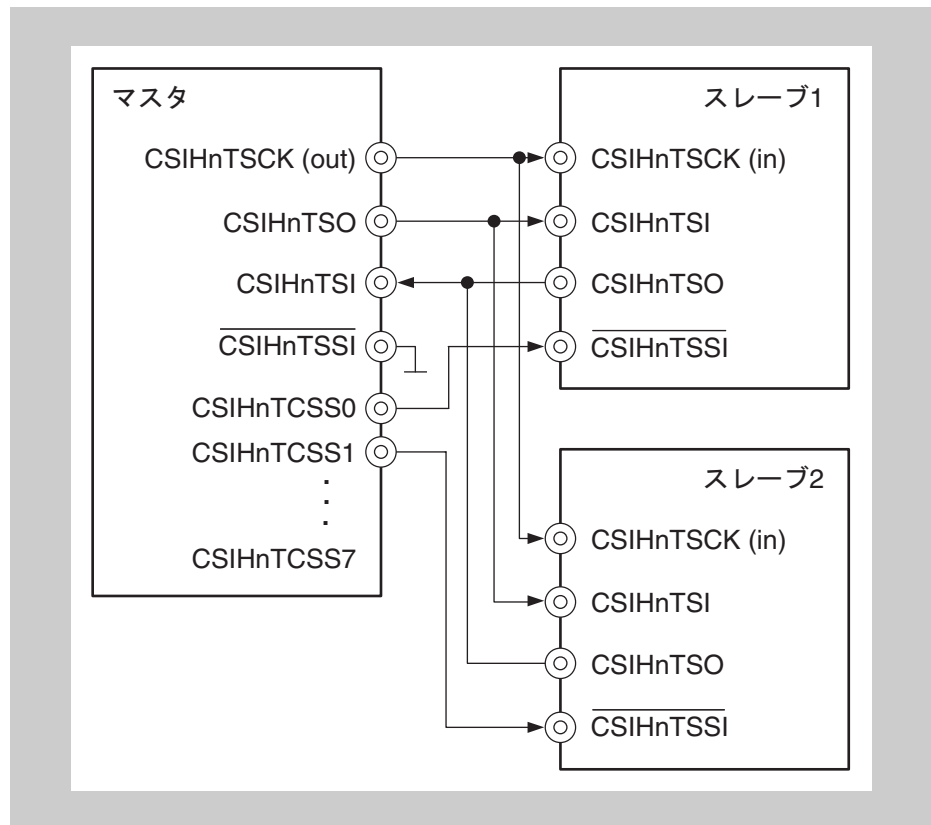 マスタ
CSIHnTSCK (out)
CSIHnTSO
CSIHnTSI
CSIHnTSSI
CSIHnTCSS0
CSIHnTCSS1
CSIHnTCSS7
スレーブ1
CSIHnTSCK (in)
CSIHnTSI
CSIHnTSO
CSIHnTSSI
スレーブ2
CSIHnTSCK (in)
CSIHnTSI
CSIHnTSO
CSIHnTSSI